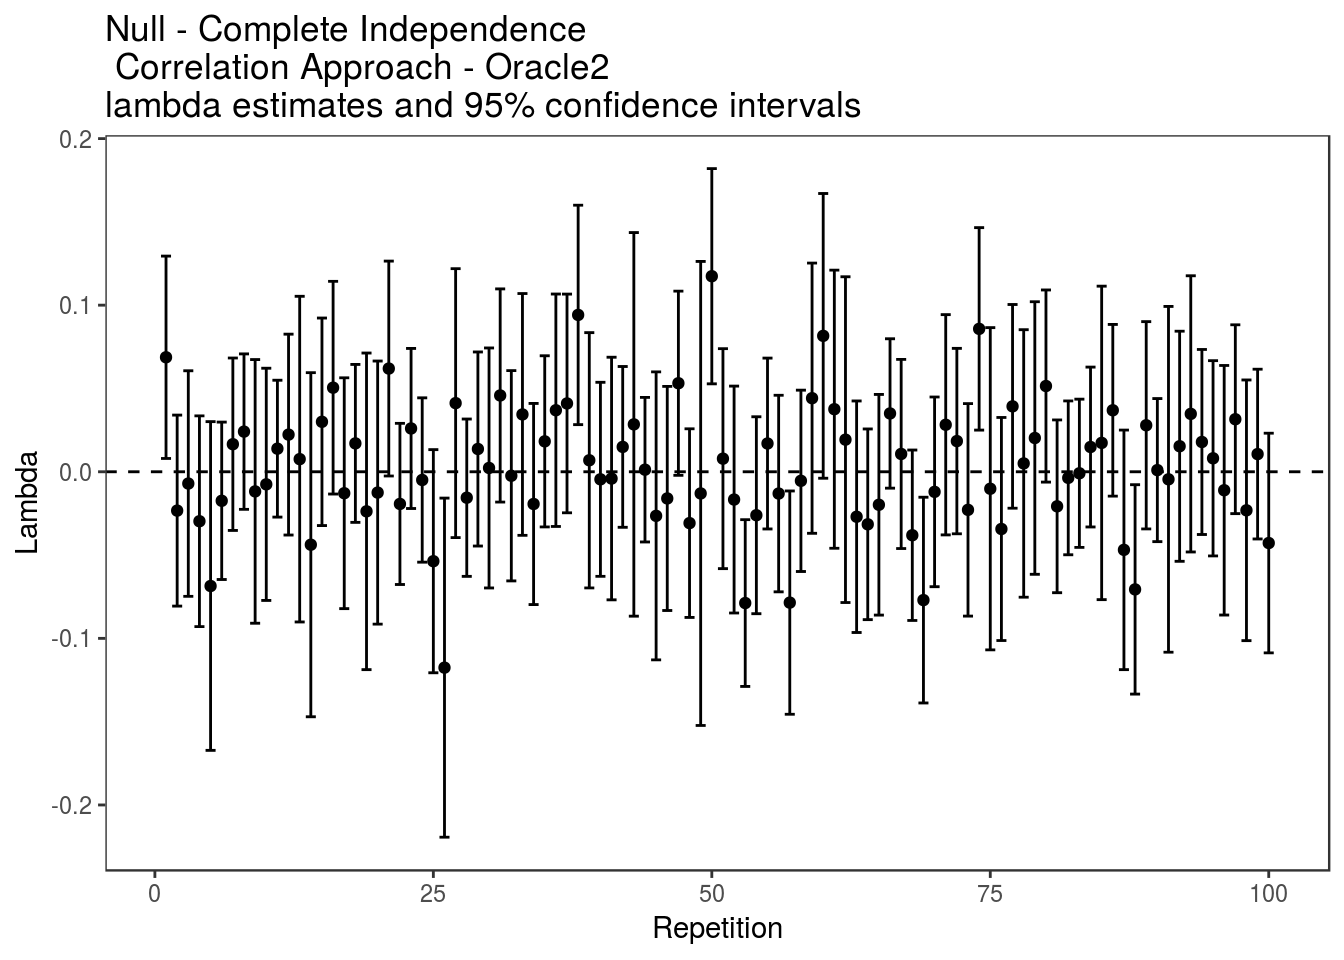 Null - Complete Independence
Correlation Approach - Oracle2
lambda estimates and 95% confidence intervals
0.2
0.1
0.0
-0.1
-0.2
Lambda
0 25 50 75 100
Repetition